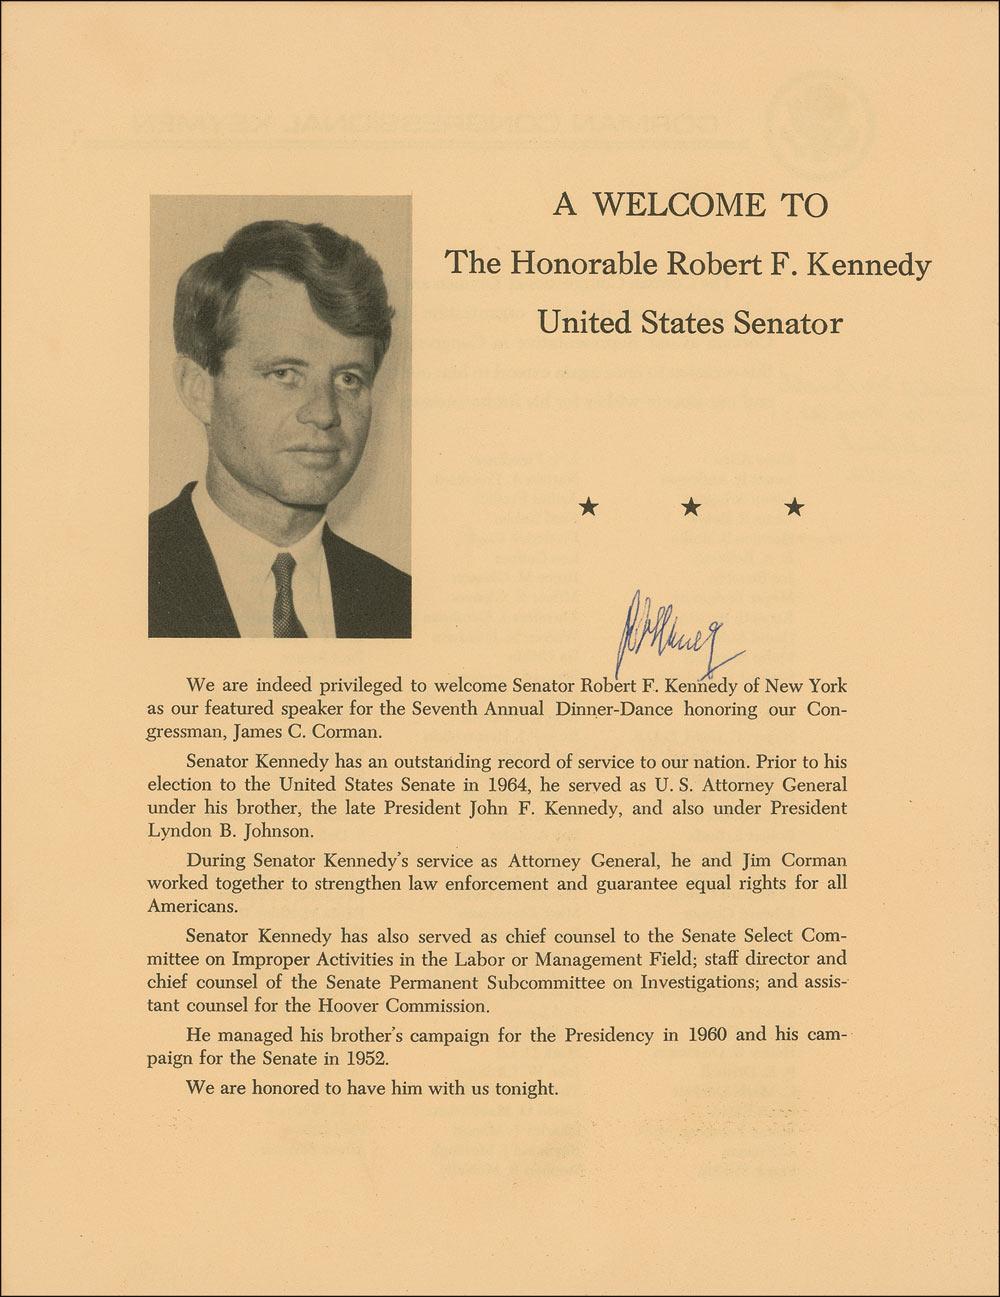 A WELCOME TO
The Honorable Robert F. Kennedy
United States Senator
★ ★ ★
We are indeed privileged to welcome Senator Robert F. Kennedy of New York
as our featured speaker for the Seventh Annual Dinner-Dance honoring our Con-
gressman, James C. Corman.
Senator Kennedy has an outstanding record of service to our nation. Prior to his
election to the United States Senate in 1964, he served as U. S. Attorney General
under his brother, the late President John F. Kennedy, and also under President
Lyndon B. Johnson.
During Senator Kennedy's service as Attorney General, he and Jim Corman
worked together to strengthen law enforcement and guarantee equal rights for all
Americans.
Senator Kennedy has also served as chief counsel to the Senate Select Com-
mittee on Improper Activities in the Labor or Management Field; staff director and
chief counsel of the Senate Permanent Subcommittee on Investigations; and assis-
tant counsel for the Hoover Commission.
He managed his brother's campaign for the Presidency in 1960 and his cam-
paign for the Senate in 1952.
We are honored to have him with us tonight.